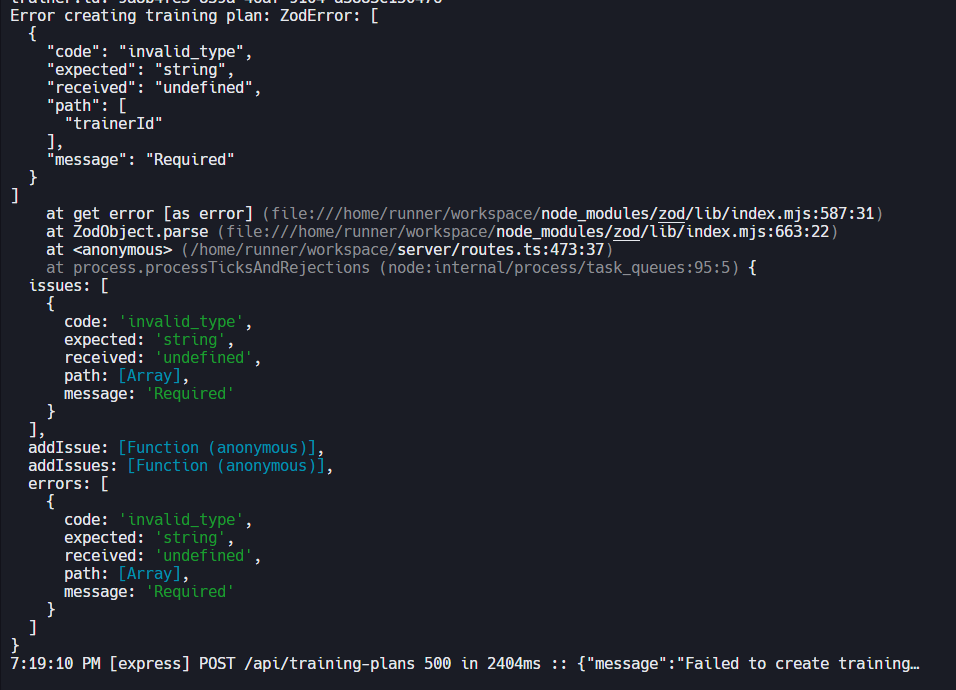 Error creating training plan: ZodError: [
  {
    "code": "invalid_type",
    "expected": "string",
    "received": "undefined",
    "path": [
      "trainerId"
    ],
    "message": "Required"
  }
]
    at get error [as error] (file:///home/runner/workspace/node_modules/zod/lib/index.mjs:587:31)
    at ZodObject.parse (file:///home/runner/workspace/node_modules/zod/lib/index.mjs:663:22)
    at <anonymous> (/home/runner/workspace/server/routes.ts:473:37)
    at process.processTicksAndRejections (node:internal/process/task_queues:95:5) {
  issues: [
    {
      code: 'invalid_type',
      expected: 'string',
      received: 'undefined',
      path: [Array],
      message: 'Required'
    }
  ],
  addIssue: [Function (anonymous)],
  addIssues: [Function (anonymous)],
  errors: [
    {
      code: 'invalid_type',
      expected: 'string',
      received: 'undefined',
      path: [Array],
      message: 'Required'
    }
  ]
}
7:19:10 PM [express] POST /api/training-plans 500 in 2404ms :: {"message":"Failed to create training…